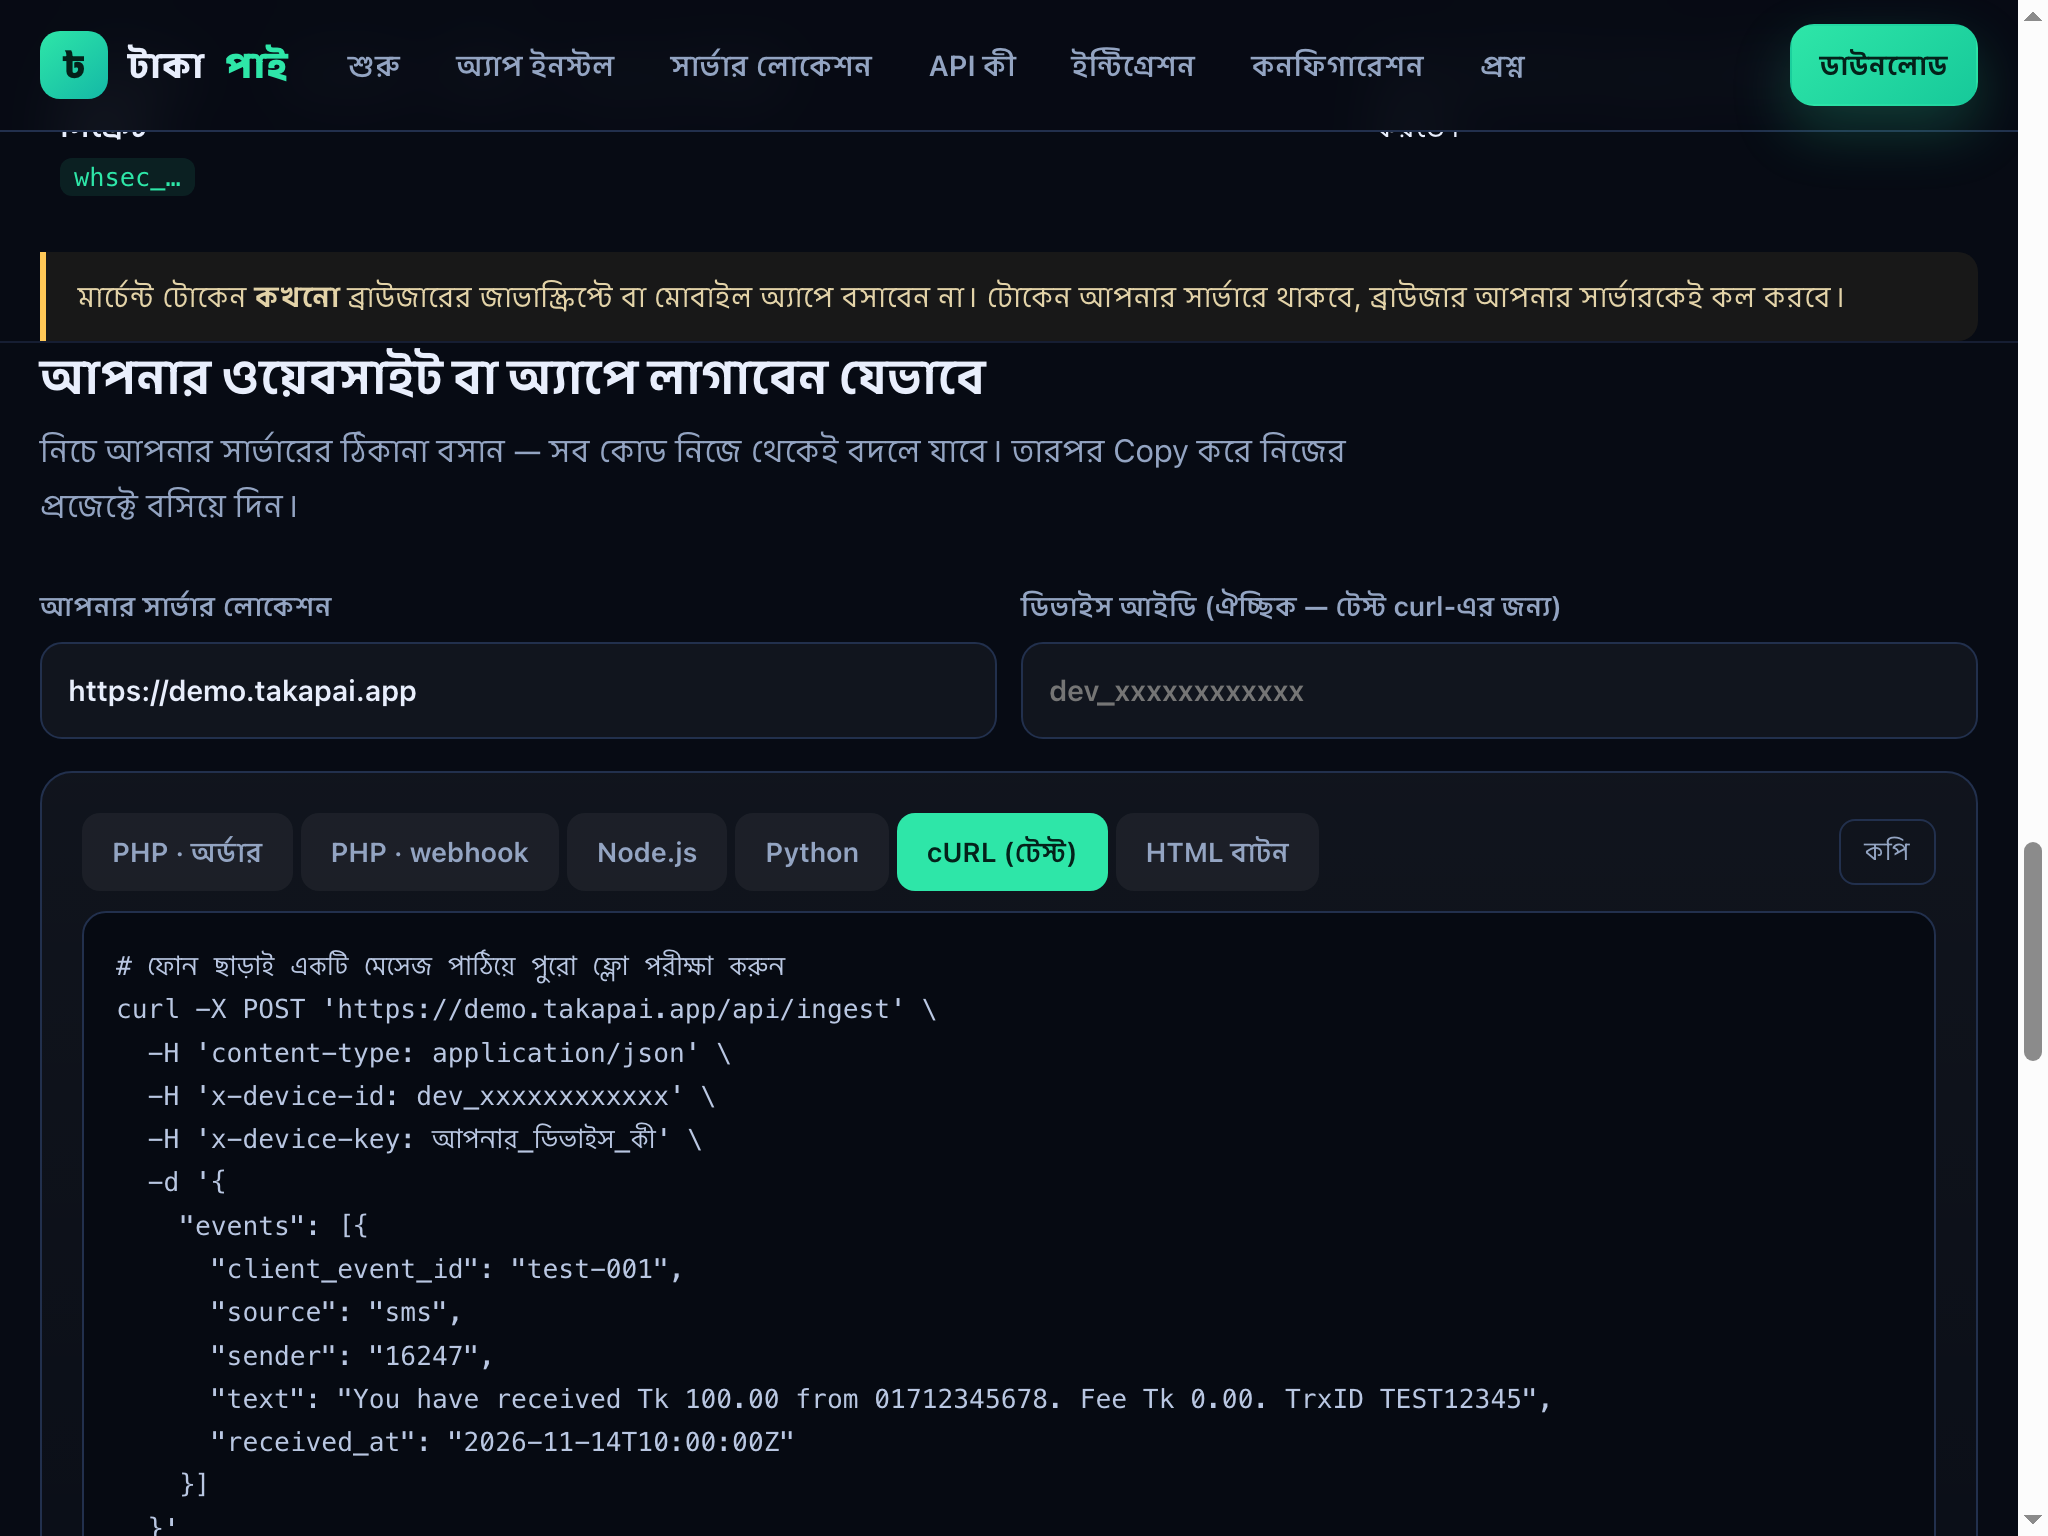 ট টাকা পাই শুরু অ্যাপ ইনস্টল সার্ভার লোকেশন API কী ইন্টিগ্রেশন কনফিগারেশন প্রশ্ন ডাউনলোড
whsec_…
মার্চেন্ট টোকেন কখনো ব্রাউজারের জাভাস্ক্রিপ্টে বা মোবাইল অ্যাপে বসাবেন না। টোকেন আপনার সার্ভারে থাকবে, ব্রাউজার আপনার সার্ভারকেই কল করবে।
আপনার ওয়েবসাইট বা অ্যাপে লাগাবেন যেভাবে
নিচে আপনার সার্ভারের ঠিকানা বসান — সব কোড নিজে থেকেই বদলে যাবে। তারপর Copy করে নিজের
প্রজেক্টে বসিয়ে দিন।
আপনার সার্ভার লোকেশন ডিভাইস আইডি (ঐচ্ছিক — টেস্ট curl-এর জন্য)
https://demo.takapai.app dev_xxxxxxxxxxxx
PHP · অর্ডার PHP · webhook Node.js Python cURL (টেস্ট) HTML বাটন কপি
# ফোন ছাড়াই একটি মেসেজ পাঠিয়ে পুরো ফ্লো পরীক্ষা করুন
curl -X POST 'https://demo.takapai.app/api/ingest' \
-H 'content-type: application/json' \
-H 'x-device-id: dev_xxxxxxxxxxxx' \
-H 'x-device-key: আপনার_ডিভাইস_কী' \
-d '{
"events": [{
"client_event_id": "test-001",
"source": "sms",
"sender": "16247",
"text": "You have received Tk 100.00 from 01712345678. Fee Tk 0.00. TrxID TEST12345",
"received_at": "2026-11-14T10:00:00Z"
}]
}'